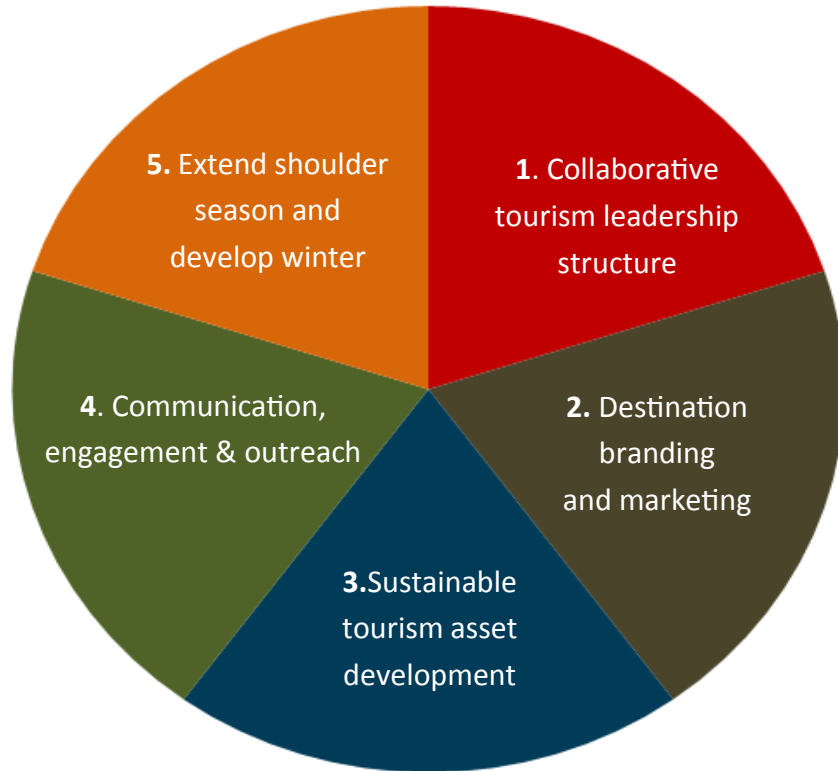 1. Collaborative
tourism leadership
structure
2. Destination
branding
and marketing
3.Sustainable
tourism asset
development
4. Communication,
engagement & outreach
5. Extend shoulder
season and
develop winter